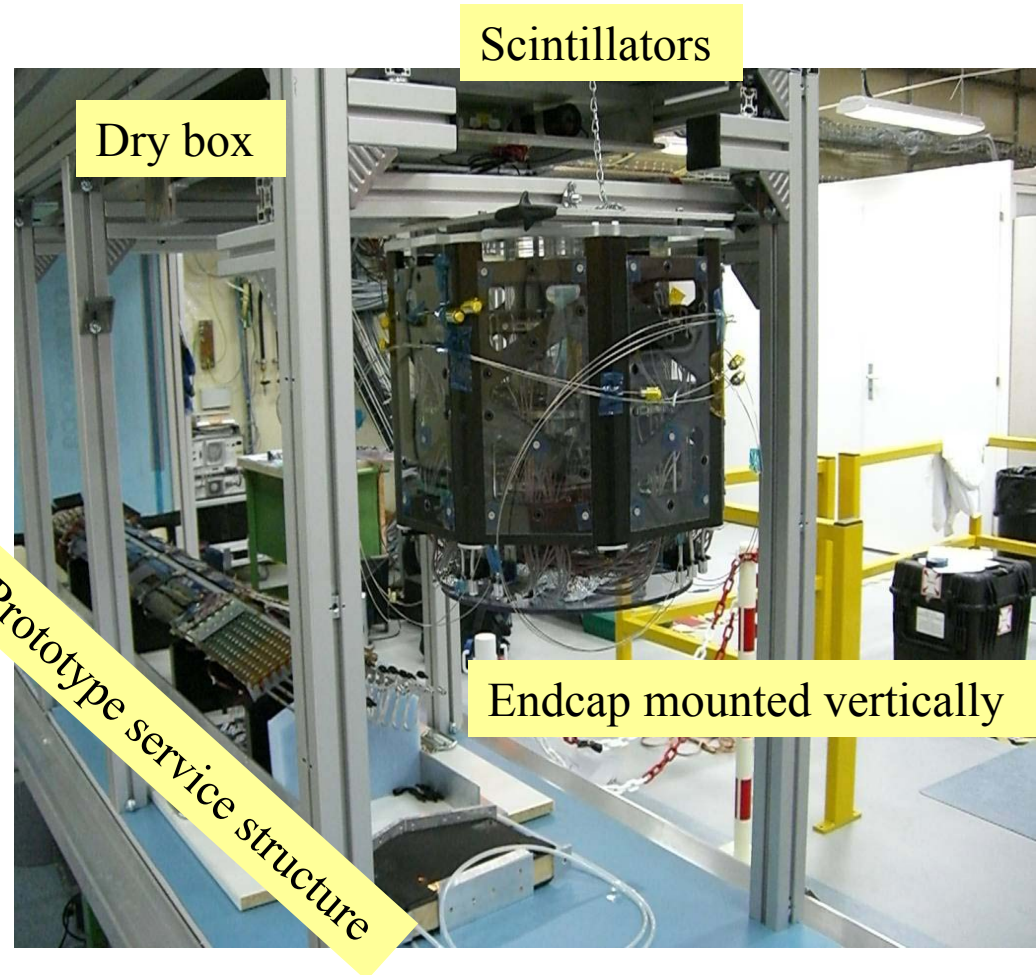 Scintillators
Dry box
Prototype service structure
Endcap mounted vertically